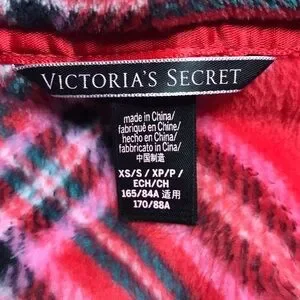 VICTORIA'S SECRET
made in China/
fabriqué en Chine/
hecho en China/
fabbricato in Cina/
中国制造
XS/S / XP/P /
ECH/CH
165/84A 适用
170/88A